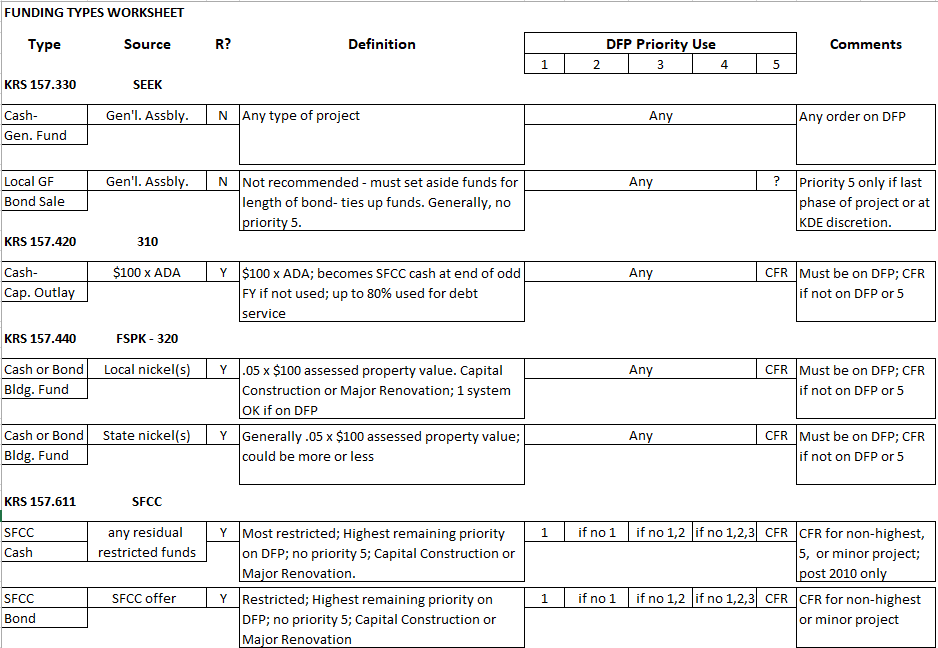 FUNDING TYPES WORKSHEET
Type Source R? Definition DFP Priority Use Comments
1 2 3 4 5
KRS 157.330 SEEK
Cash- Gen'l. Assbly. N Any type of project Any Any order on DFP
Gen. Fund
Local GF Gen'l. Assbly. N Not recommended - must set aside funds for Any ? Priority 5 only if last
Bond Sale length of bond- ties up funds. Generally, no phase of project or at
priority 5. KDE discretion.
KRS 157.420 310
Cash- $100 x ADA Y $100 x ADA; becomes SFCC cash at end of odd Any CFR Must be on DFP; CFR
Cap. Outlay FY if not used; up to 80% used for debt if not on DFP or 5
service
KRS 157.440 FSPK - 320
Cash or Bond Local nickel(s) Y .05 x $100 assessed property value. Capital Any CFR Must be on DFP; CFR
Bldg. Fund Construction or Major Renovation; 1 system if not on DFP or 5
OK if on DFP
Cash or Bond State nickel(s) Y Generally .05 x $100 assessed property value; Any CFR Must be on DFP; CFR
Bldg. Fund could be more or less if not on DFP or 5
KRS 157.611 SFCC
SFCC any residual Y Most restricted; Highest remaining priority 1 if no 1 if no 1,2 if no 1,2,3 CFR CFR for non-highest,
Cash restricted funds on DFP; no priority 5; Capital Construction or 5, or minor project;
Major Renovation. post 2010 only
SFCC SFCC offer Y Restricted; Highest remaining priority on 1 if no 1 if no 1,2 if no 1,2,3 CFR CFR for non-highest
Bond DFP; no priority 5; Capital Construction or or minor project
Major Renovation